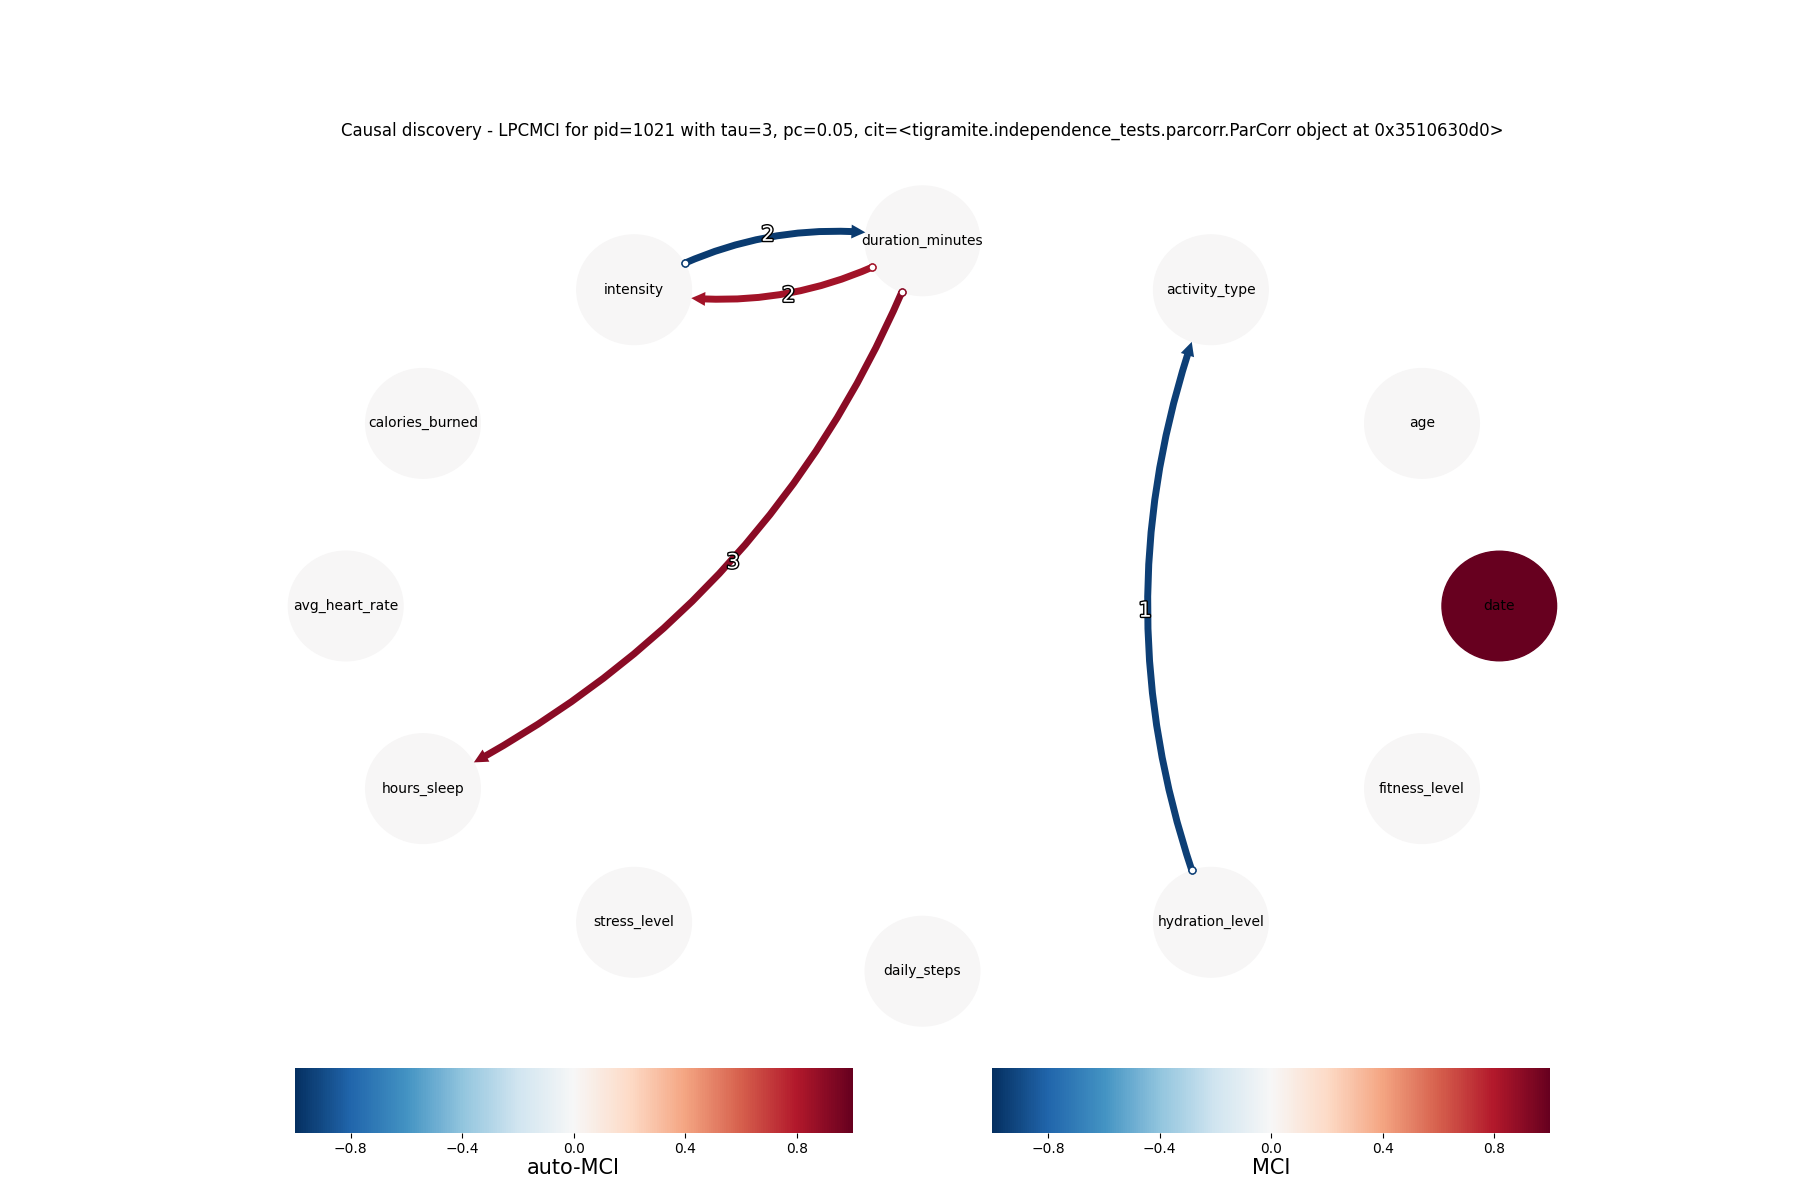 Causal discovery - LPCMCI for pid=1021 with tau=3, pc=0.05, cit=<tigramite.independence_tests.parcorr.ParCorr object at 0x3510630d0>
duration_minutes
2
intensity
activity_type
2
calories_burned
age
3
avg_heart_rate
date
1
hours_sleep
fitness_level
stress_level
hydration_level
daily_steps
−0.8 −0.4 0.0 0.4 0.8
auto-MCI
−0.8 −0.4 0.0 0.4 0.8
MCI